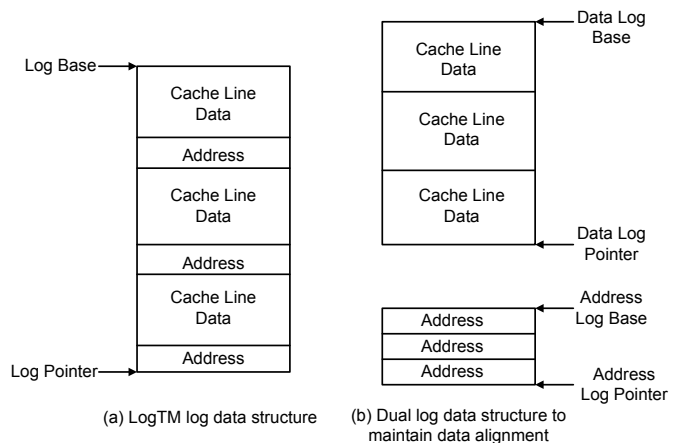 Log Base
Cache Line
Data
Address
Cache Line
Data
Address
Cache Line
Data
Address
Log Pointer
(a) LogTM log data structure
Data Log
Base
Cache Line
Data
Cache Line
Data
Cache Line
Data
Data Log
Pointer
Address
Log Base
Address
Address
Address
Address
Log Pointer
(b) Dual log data structure to
maintain data alignment